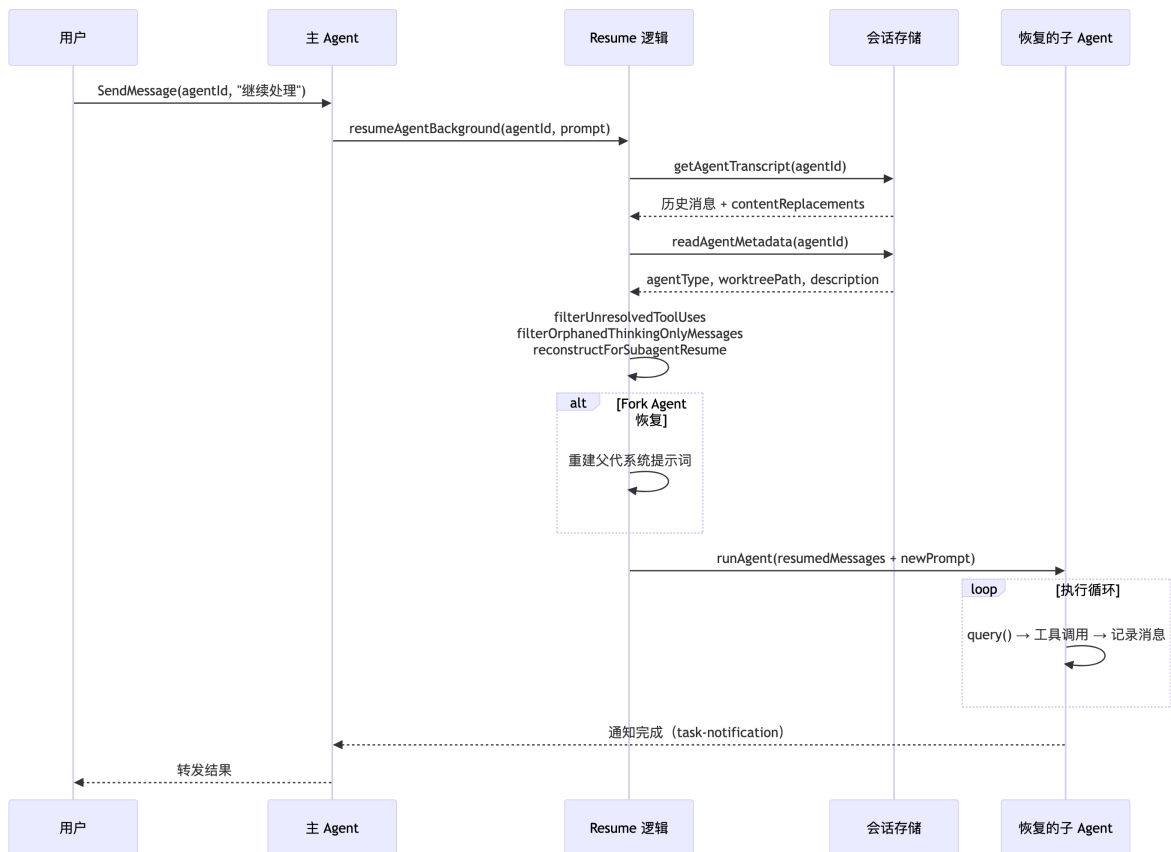 用户
主 Agent
Resume 逻辑
会话存储
恢复的子 Agent
SendMessage(agentId, "继续处理")
resumeAgentBackground(agentId, prompt)
getAgentTranscript(agentId)
历史消息 + contentReplacements
readAgentMetadata(agentId)
agentType, worktreePath, description
filterUnresolvedToolUses
filterOrphanedThinkingOnlyMessages
reconstructForSubagentResume
alt
[Fork Agent
恢复]
重建父代系统提示词
runAgent(resumedMessages + newPrompt)
loop
[执行循环]
query() → 工具调用 → 记录消息
通知完成（task-notification）
转发结果
用户
主 Agent
Resume 逻辑
会话存储
恢复的子 Agent